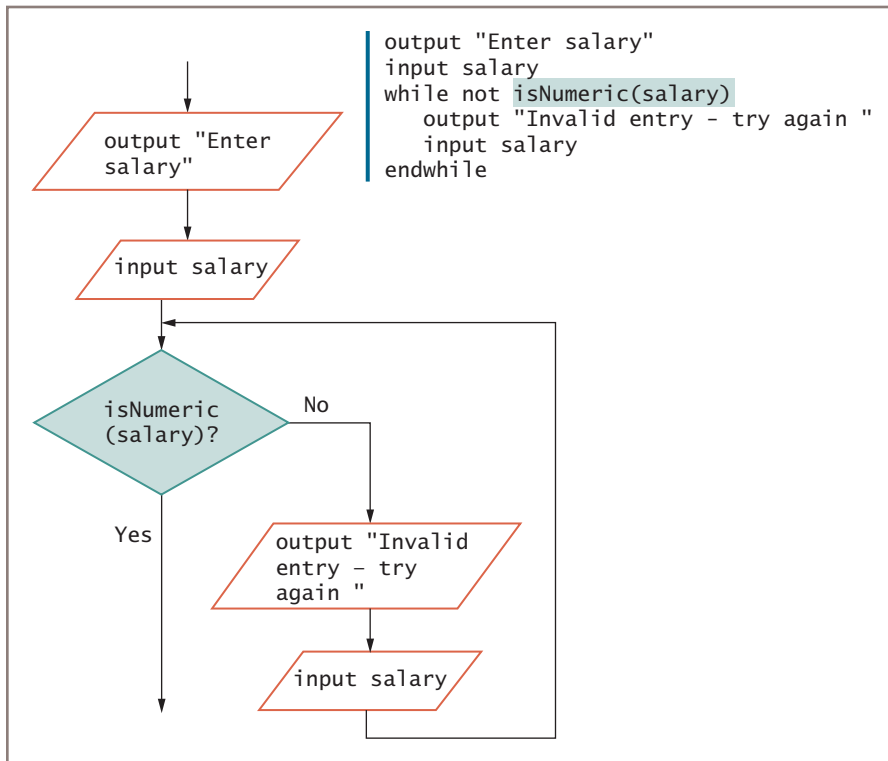 output "Enter salary"
input salary
while not isNumeric(salary)
   output "Invalid entry - try again "
   input salary
endwhile
output "Enter
salary"
input salary
isNumeric
(salary)?
No
Yes
output "Invalid
entry – try
again "
input salary